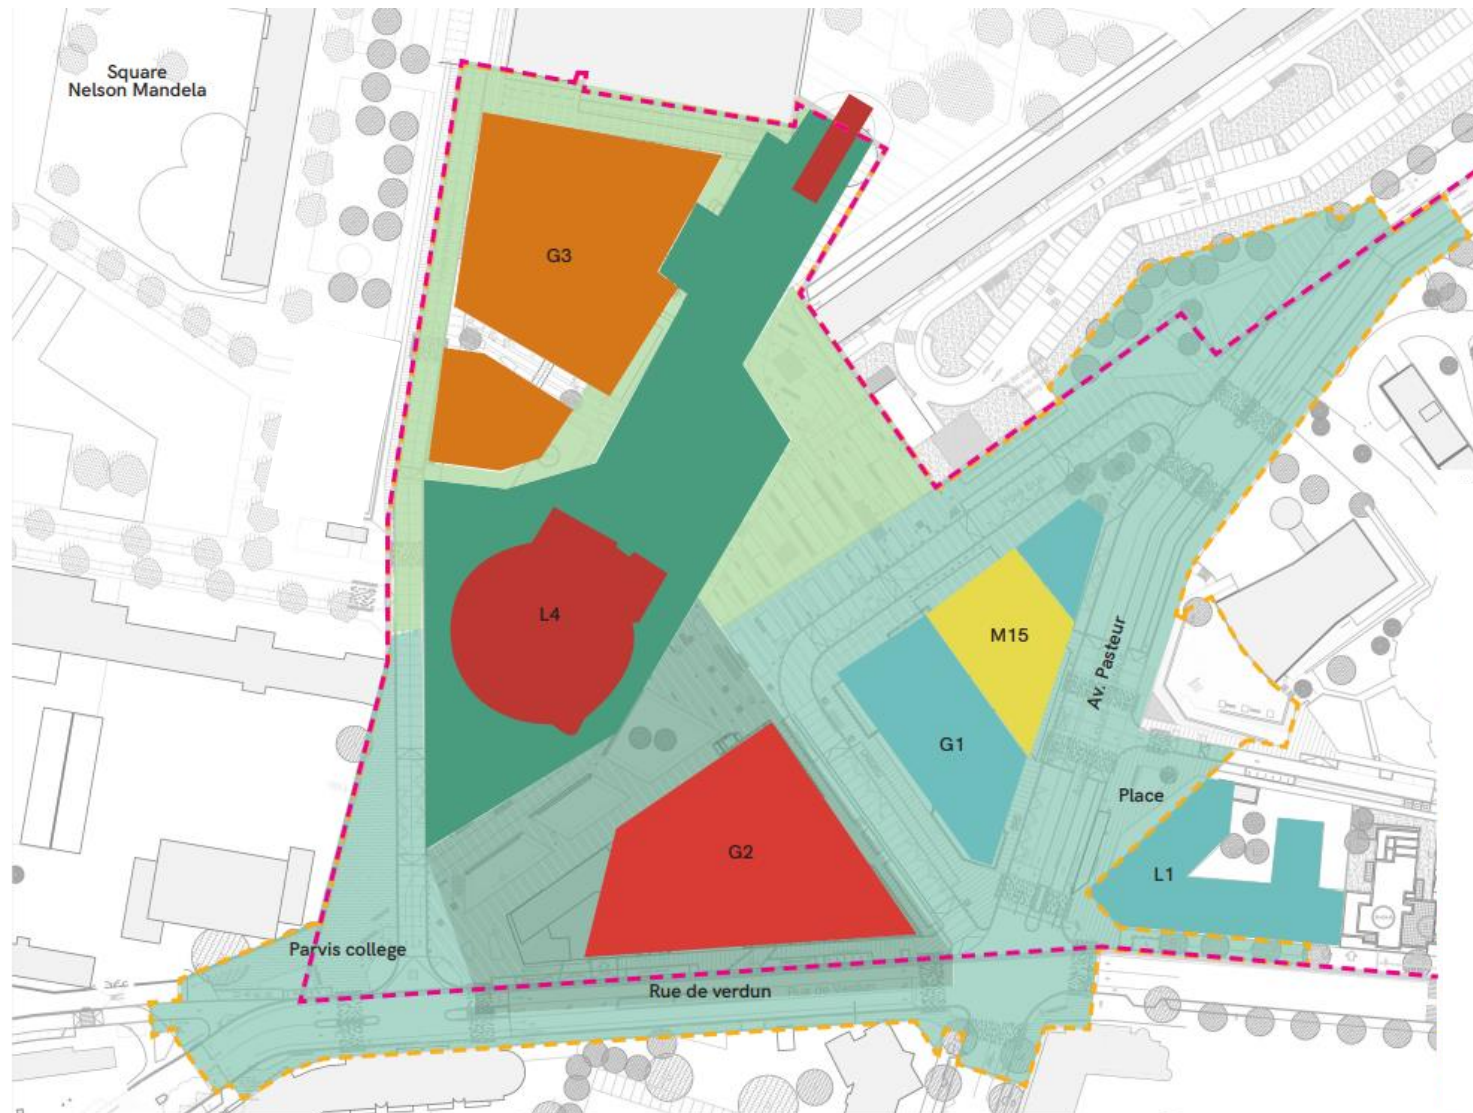 Square
Nelson Mandela
G3
L4
M15
Av. Pasteur
G1
Place
G2
L1
Parvis college
Rue de verdun